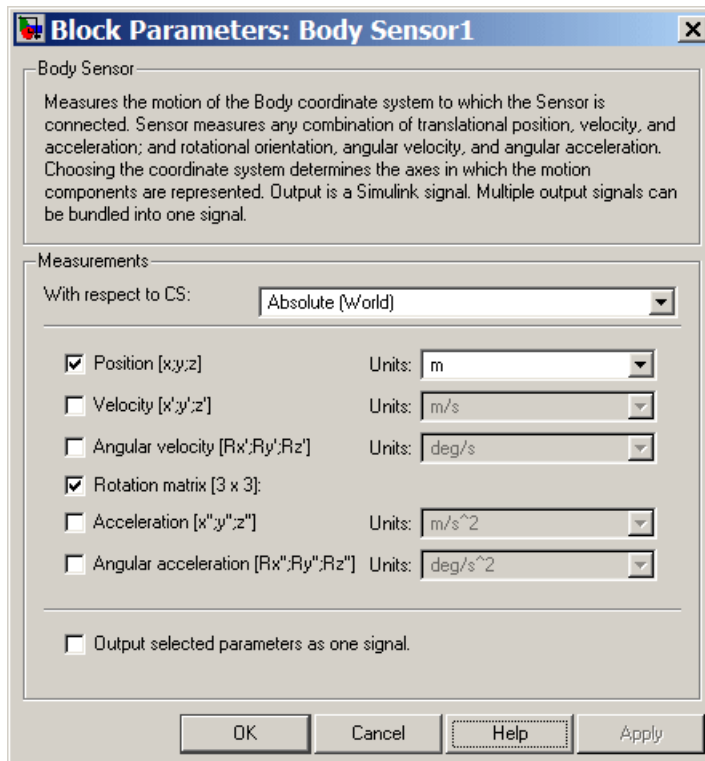 Block Parameters: Body Sensor1
Body Sensor
Measures the motion of the Body coordinate system to which the Sensor is
connected. Sensor measures any combination of translational position, velocity, and
acceleration; and rotational orientation, angular velocity, and angular acceleration.
Choosing the coordinate system determines the axes in which the motion
components are represented. Output is a Simulink signal. Multiple output signals can
be bundled into one signal.
Measurements
With respect to CS: Absolute (World)
Position [x;y;z] Units: m
Velocity [x';y';z'] Units: m/s
Angular velocity [Rx';Ry';Rz'] Units: deg/s
Rotation matrix [3 x 3]:
Acceleration [x";y";z"] Units: m/s^2
Angular acceleration [Rx";Ry";Rz"] Units: deg/s^2
Output selected parameters as one signal.
OK Cancel Help Apply